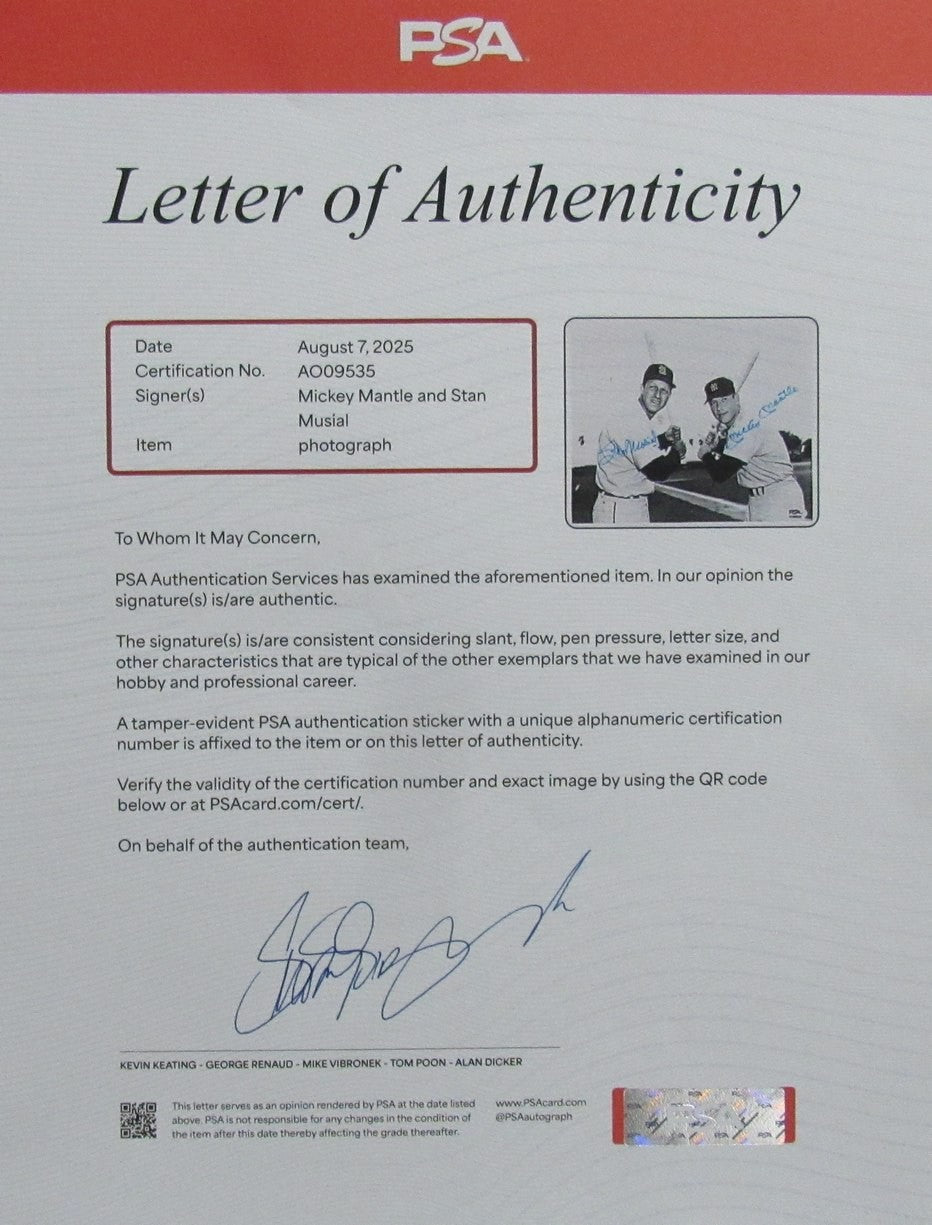 PSA
Letter of Authenticity
Date August 7, 2025
Certification No. AO09535
Signer(s) Mickey Mantle and Stan
Musial
Item photograph
Stan Musial
Mickey Mantle
To Whom It May Concern,
PSA Authentication Services has examined the aforementioned item. In our opinion the
signature(s) is/are authentic.
The signature(s) is/are consistent considering slant, flow, pen pressure, letter size, and
other characteristics that are typical of the other exemplars that we have examined in our
hobby and professional career.
A tamper-evident PSA authentication sticker with a unique alphanumeric certification
number is affixed to the item or on this letter of authenticity.
Verify the validity of the certification number and exact image by using the QR code
below or at PSAcard.com/cert/.
On behalf of the authentication team,
KEVIN KEATING - GEORGE RENAUD - MIKE VIBRONEK - TOM POON - ALAN DICKER
This letter serves as an opinion rendered by PSA at the date listed
above. PSA is not responsible for any changes in the condition of
the item after this date thereby affecting the grade thereafter.
www.PSAcard.com
@PSAautograph